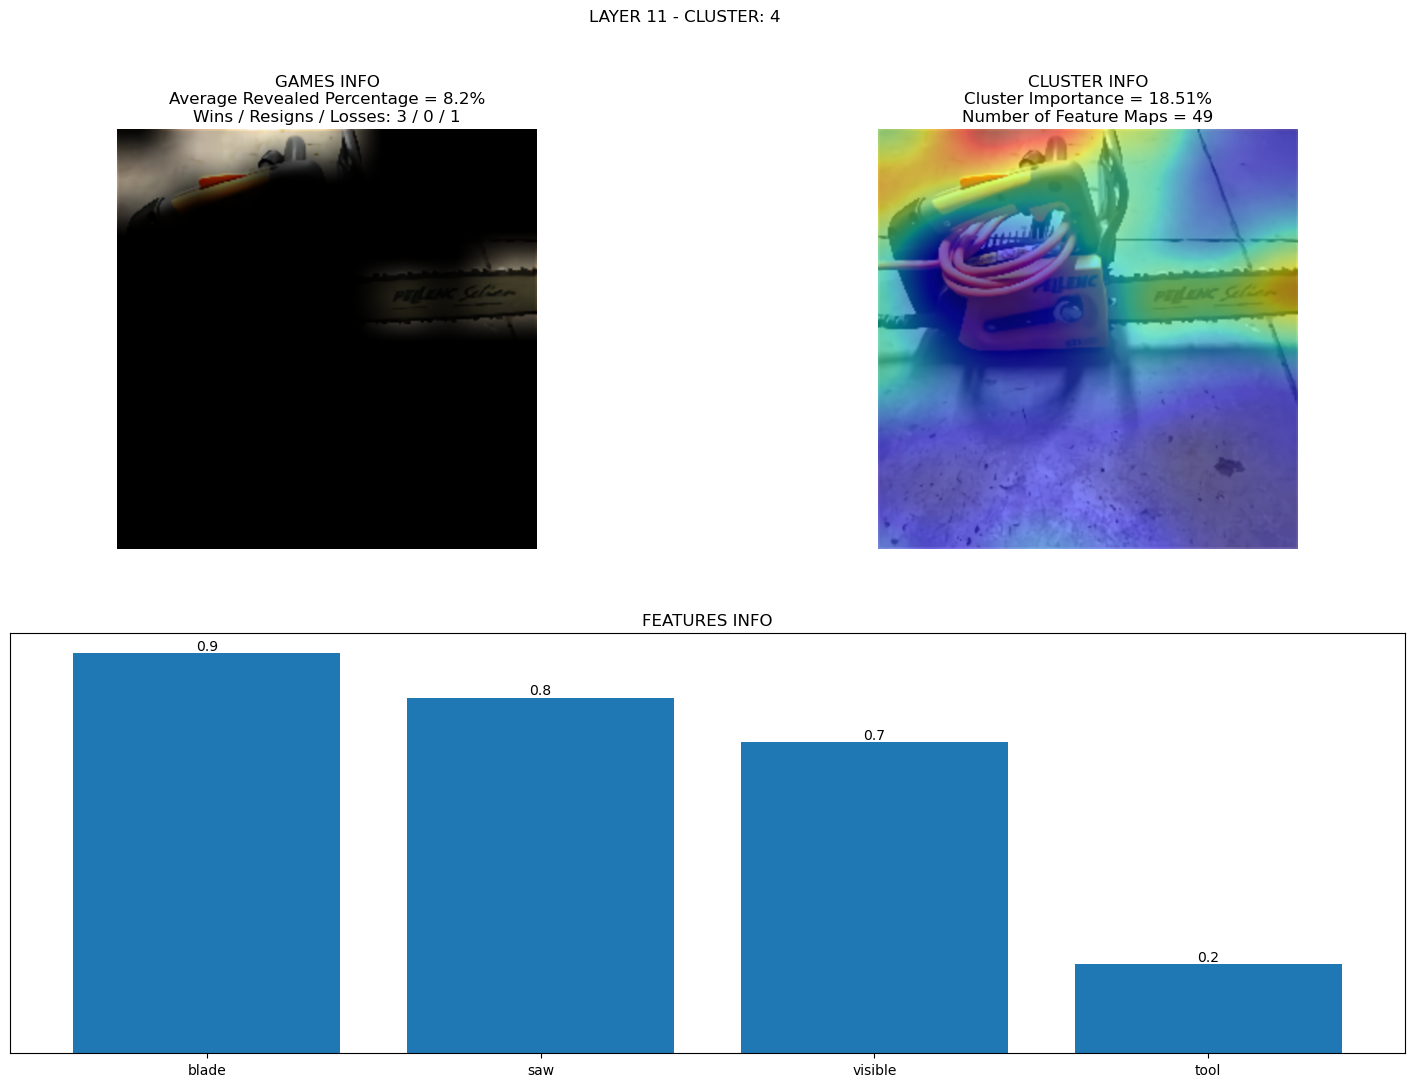 LAYER 11 - CLUSTER: 4
GAMES INFO
Average Revealed Percentage = 8.2%
Wins / Resigns / Losses: 3 / 0 / 1
CLUSTER INFO
Cluster Importance = 18.51%
Number of Feature Maps = 49
PELLENC Selion
PELLENC
PELLENC Selion
FEATURES INFO
0.9
0.8
0.7
0.2
blade
saw
visible
tool